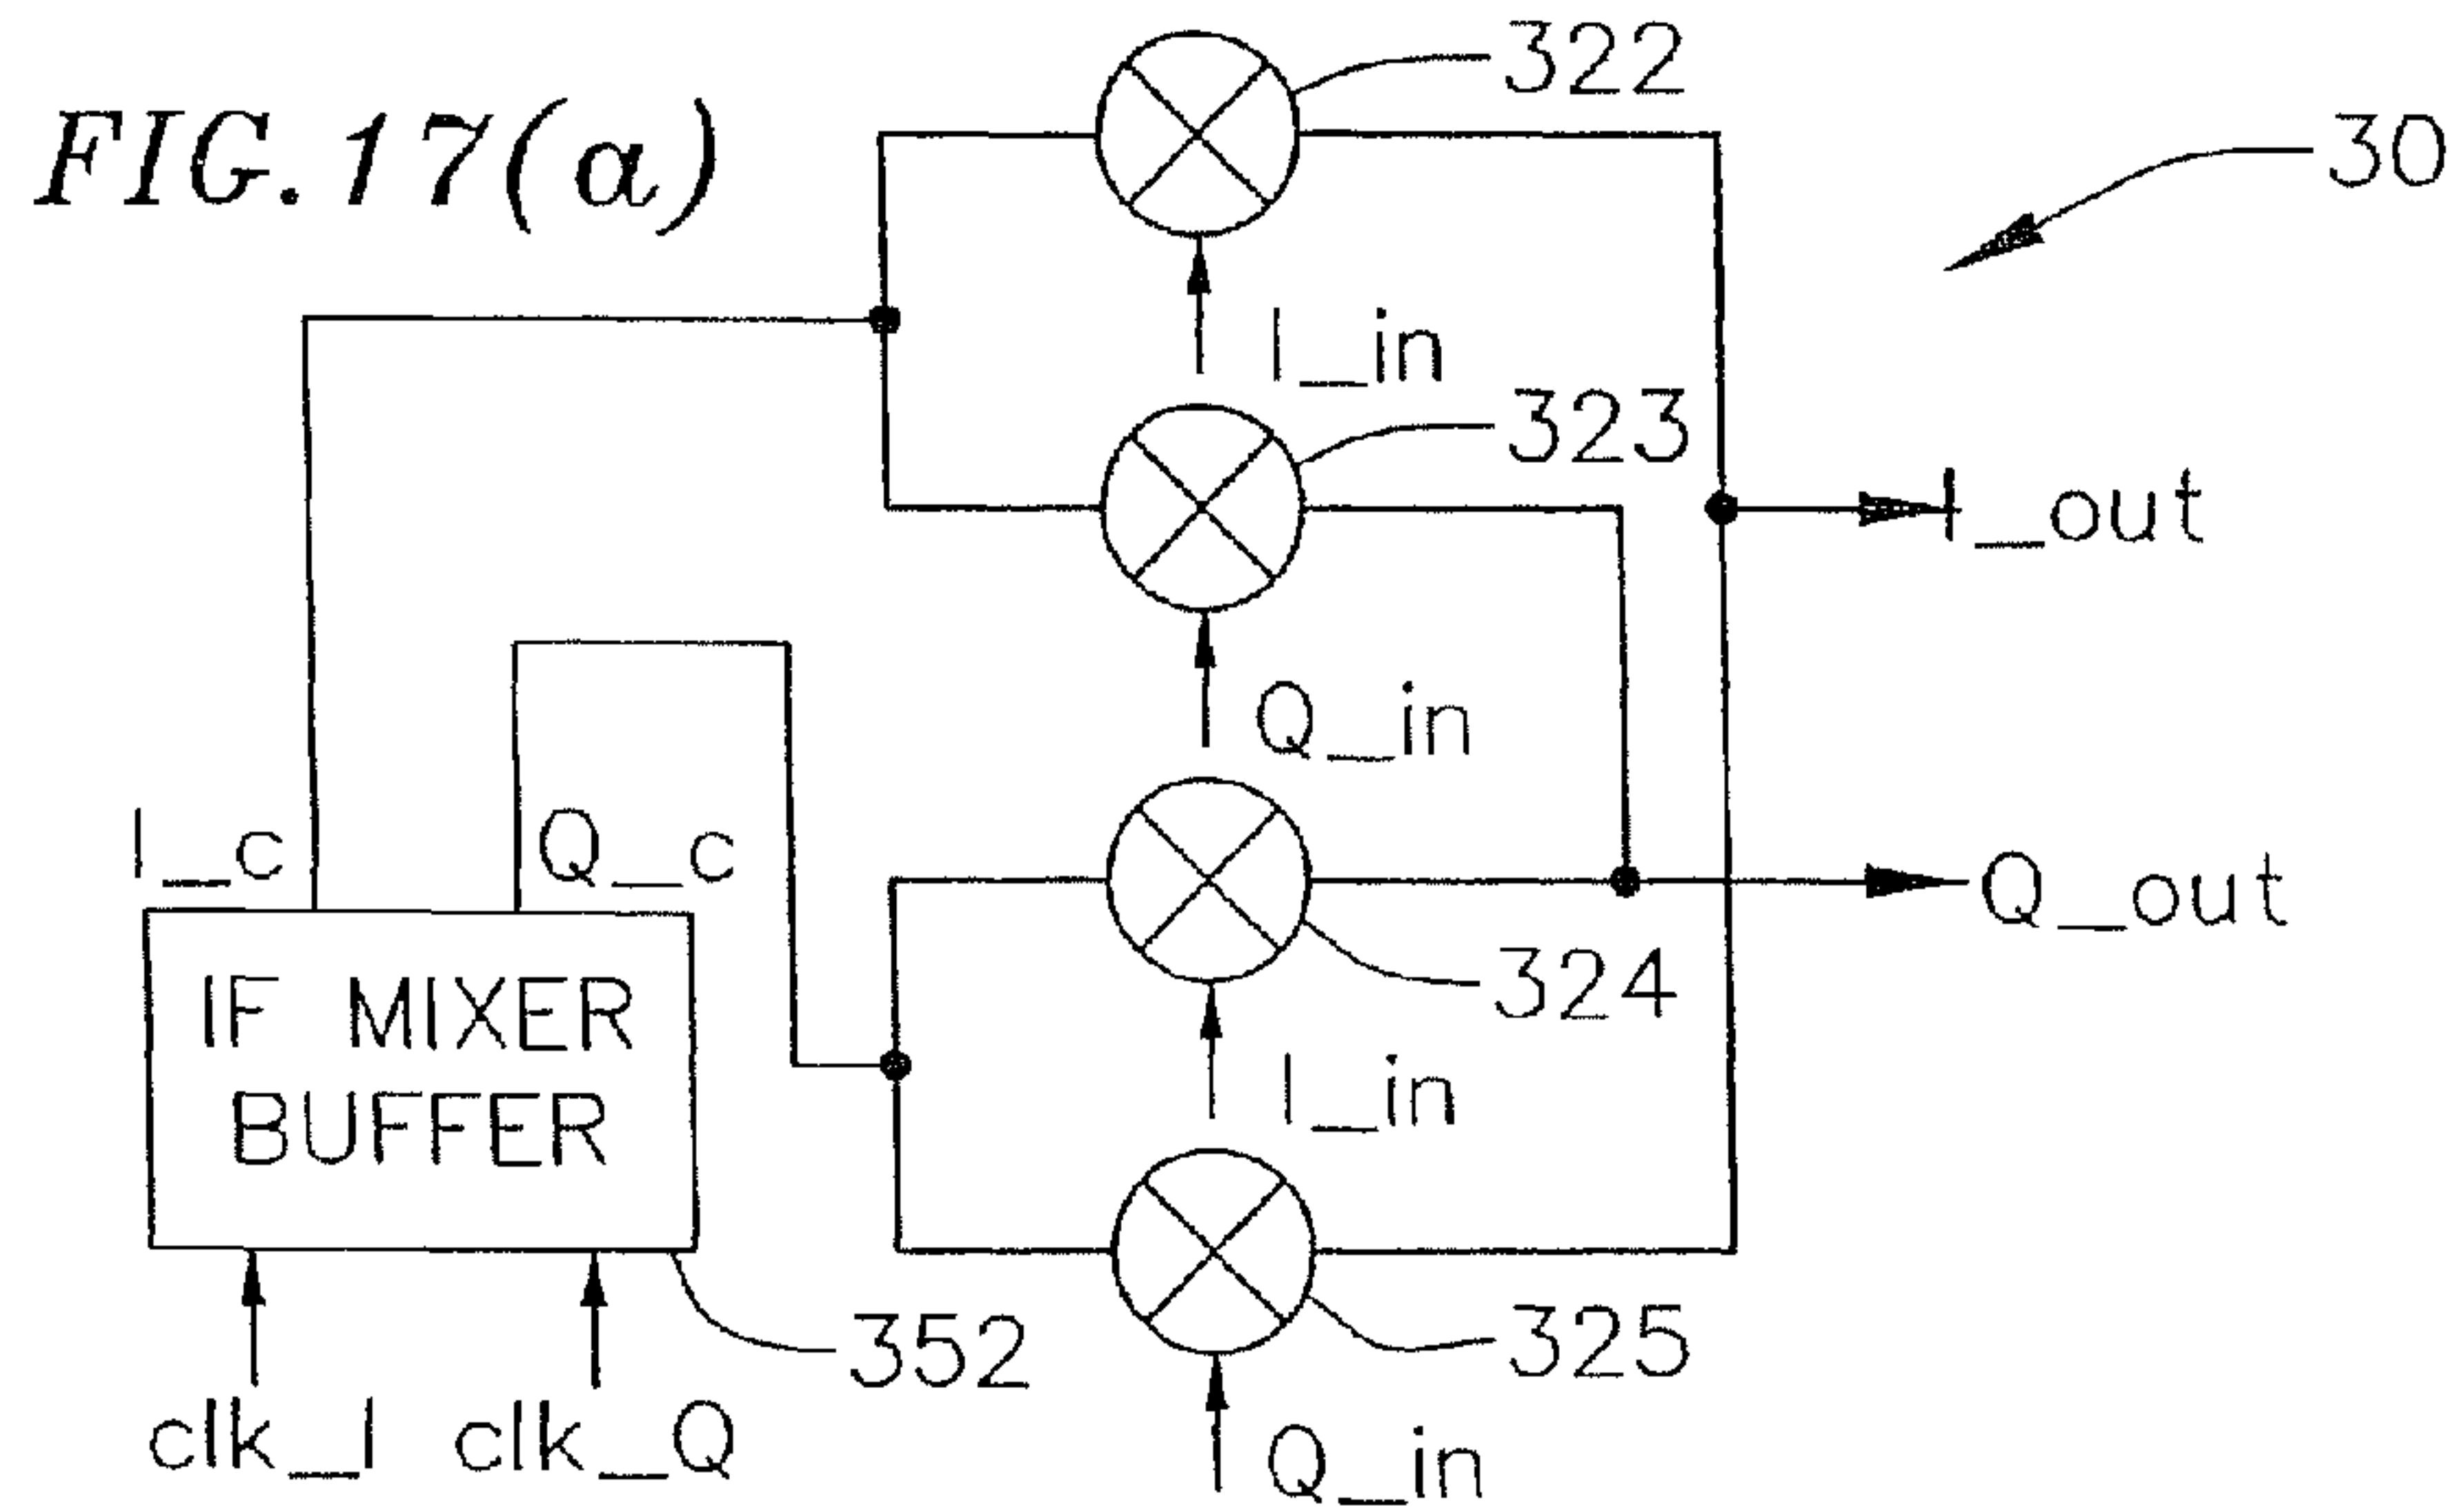 FIG.17(a)
322
30
I_in
323
I_out
Q_in
I_c
Q_c
Q_out
324
IF MIXER
BUFFER
I_in
352
325
clk_I
clk_Q
Q_in